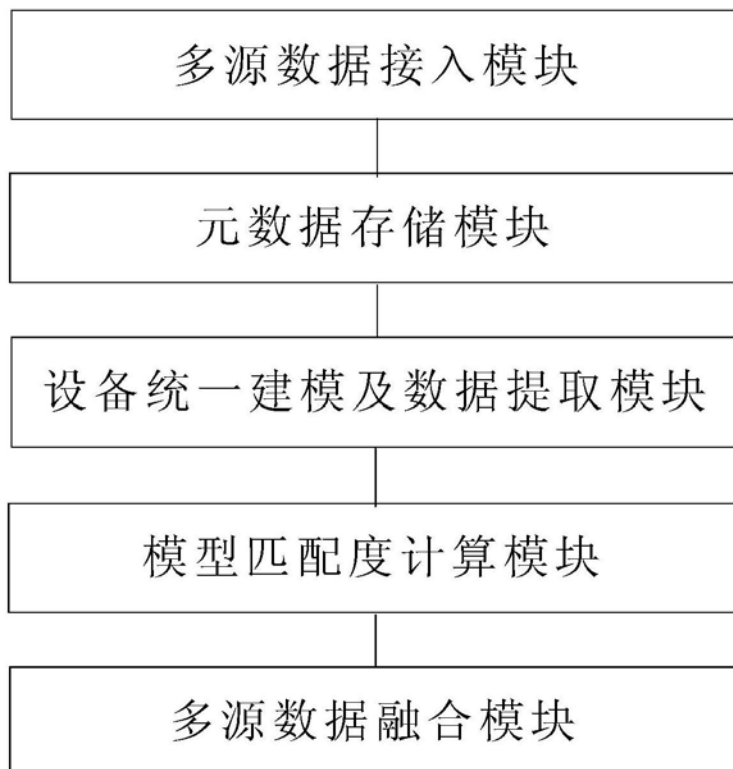 多源数据接入模块
元数据存储模块
设备统一建模及数据提取模块
模型匹配度计算模块
多源数据融合模块